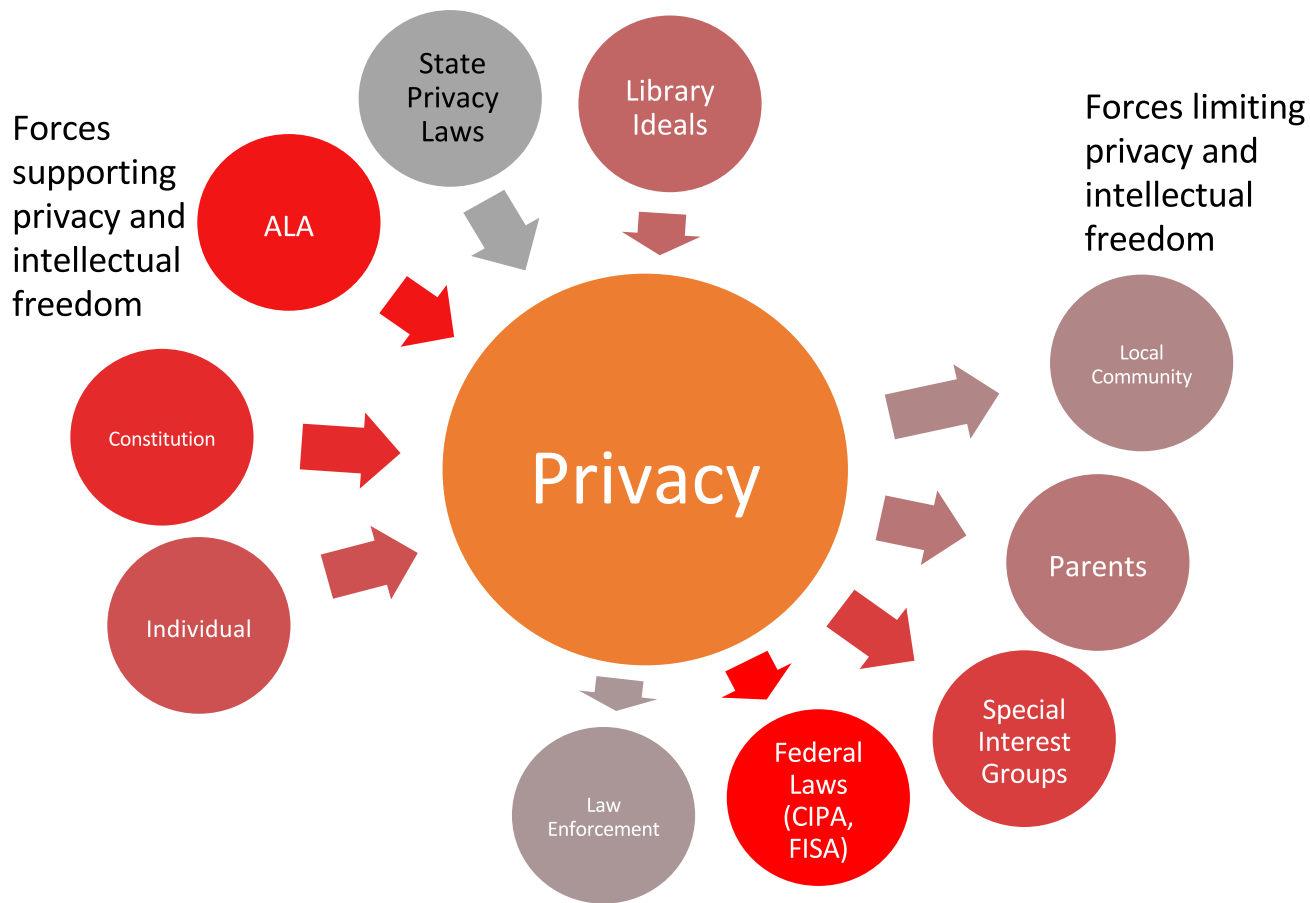 Forces
supporting
privacy and
intellectual
freedom
State
Privacy
Laws
Library
Ideals
Forces limiting
privacy and
intellectual
freedom
ALA
Constitution
Individual
Privacy
Local
Community
Parents
Special
Interest
Groups
Federal
Laws
(CIPA,
FISA)
Law
Enforcement